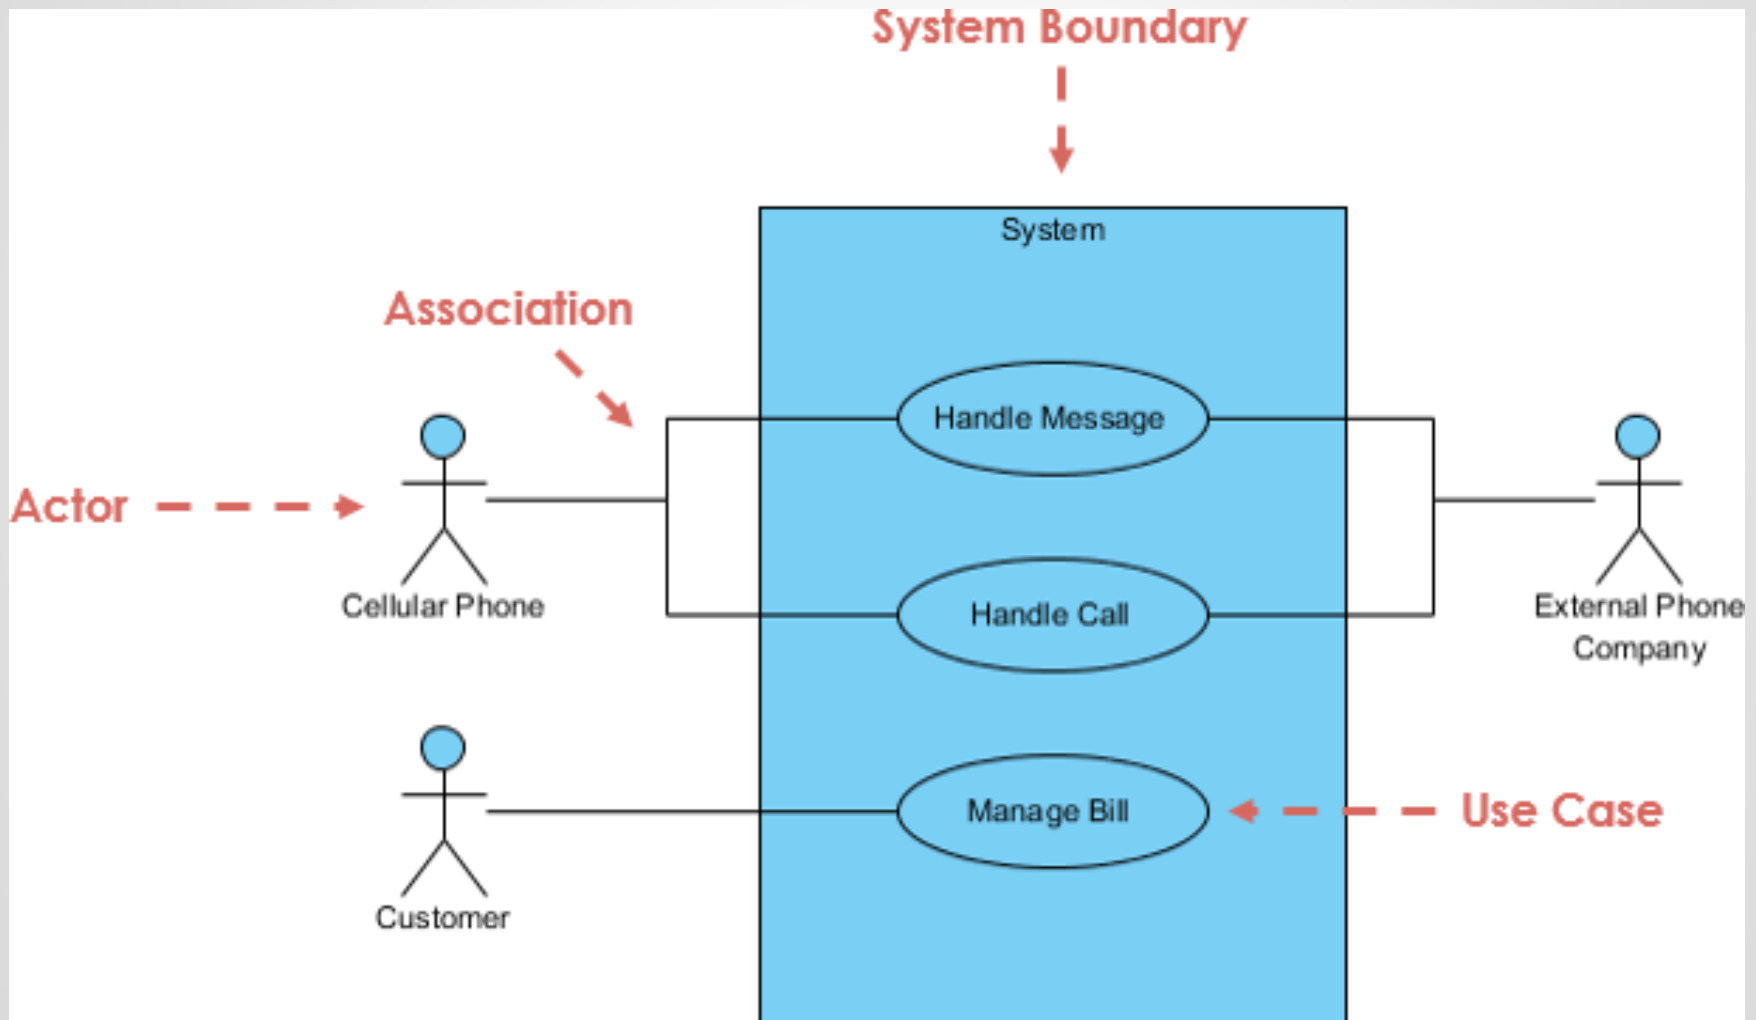 System Boundary
System
Association
Handle Message
Actor
Cellular Phone
Handle Call
External Phone
Company
Manage Bill
Use Case
Customer